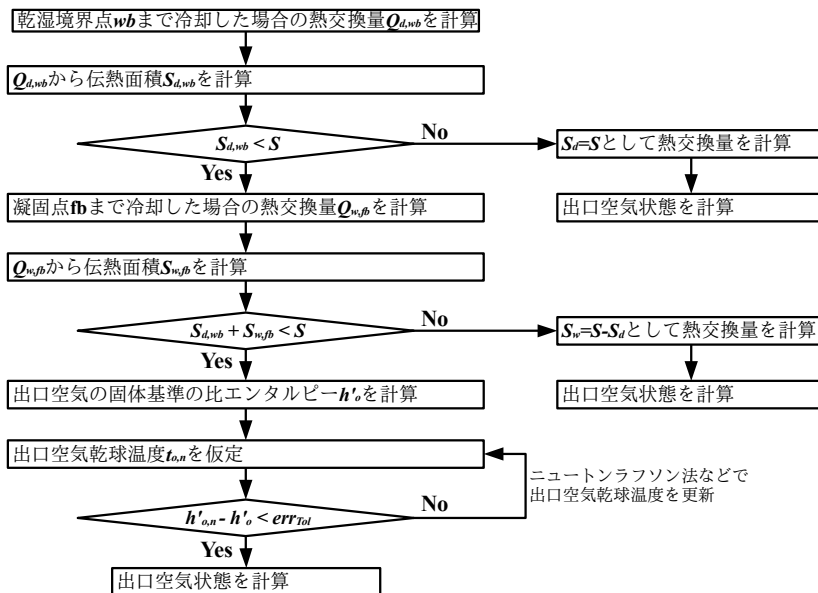 乾湿境界点wbまで冷却した場合の熱交換量Qd,wbを計算
Qd,wbから伝熱面積Sd,wbを計算
Sd,wb < S
No
Sd=Sとして熱交換量を計算
Yes
出口空気状態を計算
凝固点fbまで冷却した場合の熱交換量Qw,fbを計算
Qw,fbから伝熱面積Sw,fbを計算
Sd,wb + Sw,fb < S
No
Sw=S-Sdとして熱交換量を計算
Yes
出口空気状態を計算
出口空気の固体基準の比エンタルピーh'oを計算
出口空気乾球温度to,nを仮定
ニュートンラフソン法などで
出口空気乾球温度を更新
h'o,n - h'o < errTol
No
Yes
出口空気状態を計算